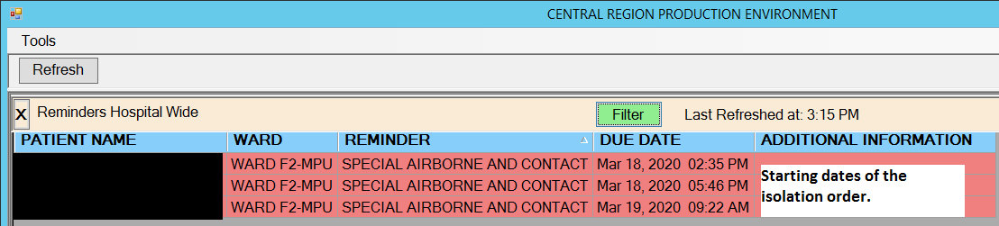 CENTRAL REGION PRODUCTION ENVIRONMENT
Tools
Refresh
X Reminders Hospital Wide Filter Last Refreshed at: 3:15 PM
PATIENT NAME WARD REMINDER DUE DATE ADDITIONAL INFORMATION
WARD F2-MPU SPECIAL AIRBORNE AND CONTACT Mar 18, 2020 02:35 PM
WARD F2-MPU SPECIAL AIRBORNE AND CONTACT Mar 18, 2020 05:46 PM
WARD F2-MPU SPECIAL AIRBORNE AND CONTACT Mar 19, 2020 09:22 AM
Starting dates of the
isolation order.